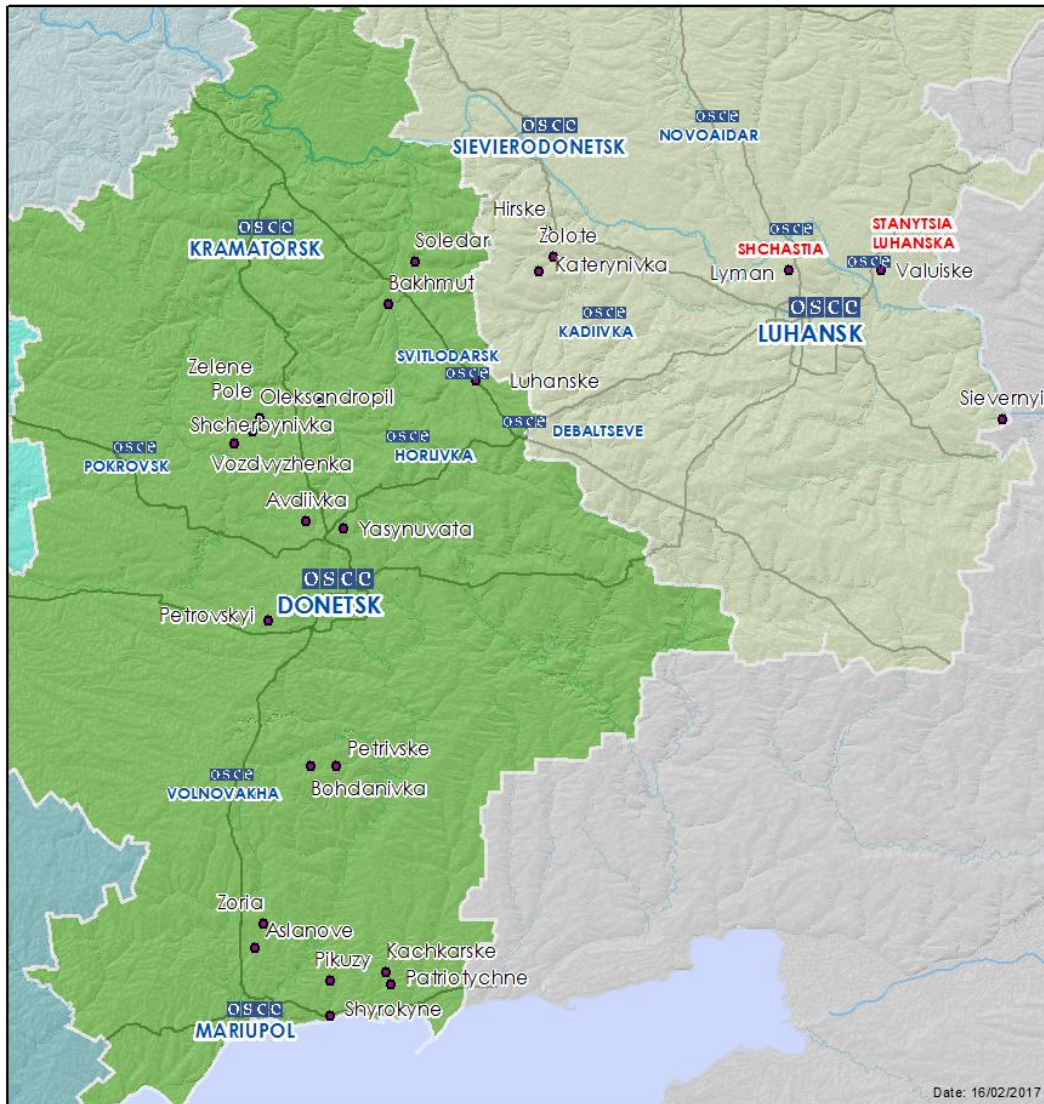 OSCE
SIEVIERODONETSK
OSCE
NOVOAIDAR
Hirske
OSCE
KRAMATORSK
Soledar
Zolote
Katerynivka
OSCE
SHCHASTIA
STANYTSIA
LUHANSKA
OSCE
Lyman
Valuiske
Bakhmut
OSCE
KADIIVKA
OSCE
LUHANSK
SVITLODARSK
OSCE
Luhanske
Zelene
Pole
Oleksandropil
Sievernyi
Shcherbynivka
OSCE
DEBALTSEVE
OSCE
POKROVSK
Vozdvyzhenka
OSCE
HORLIVKA
Avdiivka
Yasynuvata
OSCE
DONETSK
Petrovskyi
Petrivske
OSCE
VOLNOVAKHA
Bohdanivka
Zoria
Aslanove
Pikuzy
Kachkarske
Patriotychne
OSCE
MARIUPOL
Shyrokyne
Date: 16/02/2017